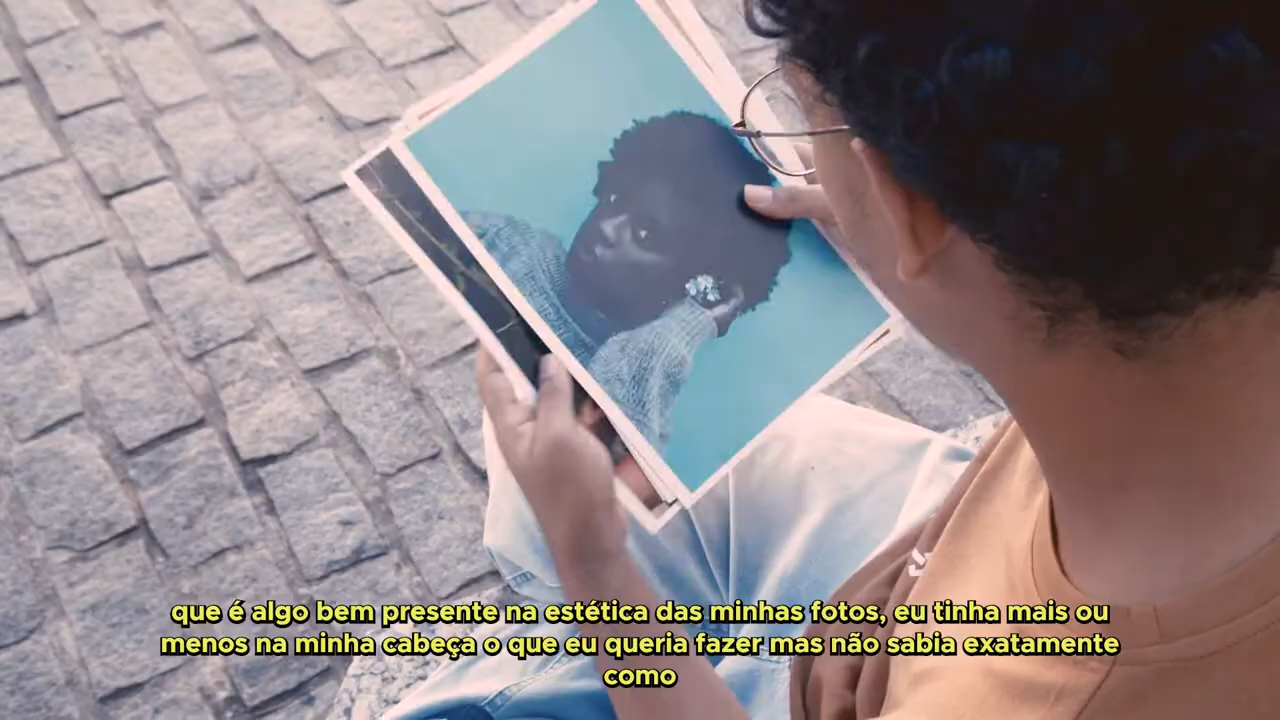 que é algo bem presente na estética das minhas fotos, eu tinha mais ou
menos na minha cabeça o que eu queria fazer mas não sabia exatamente
como